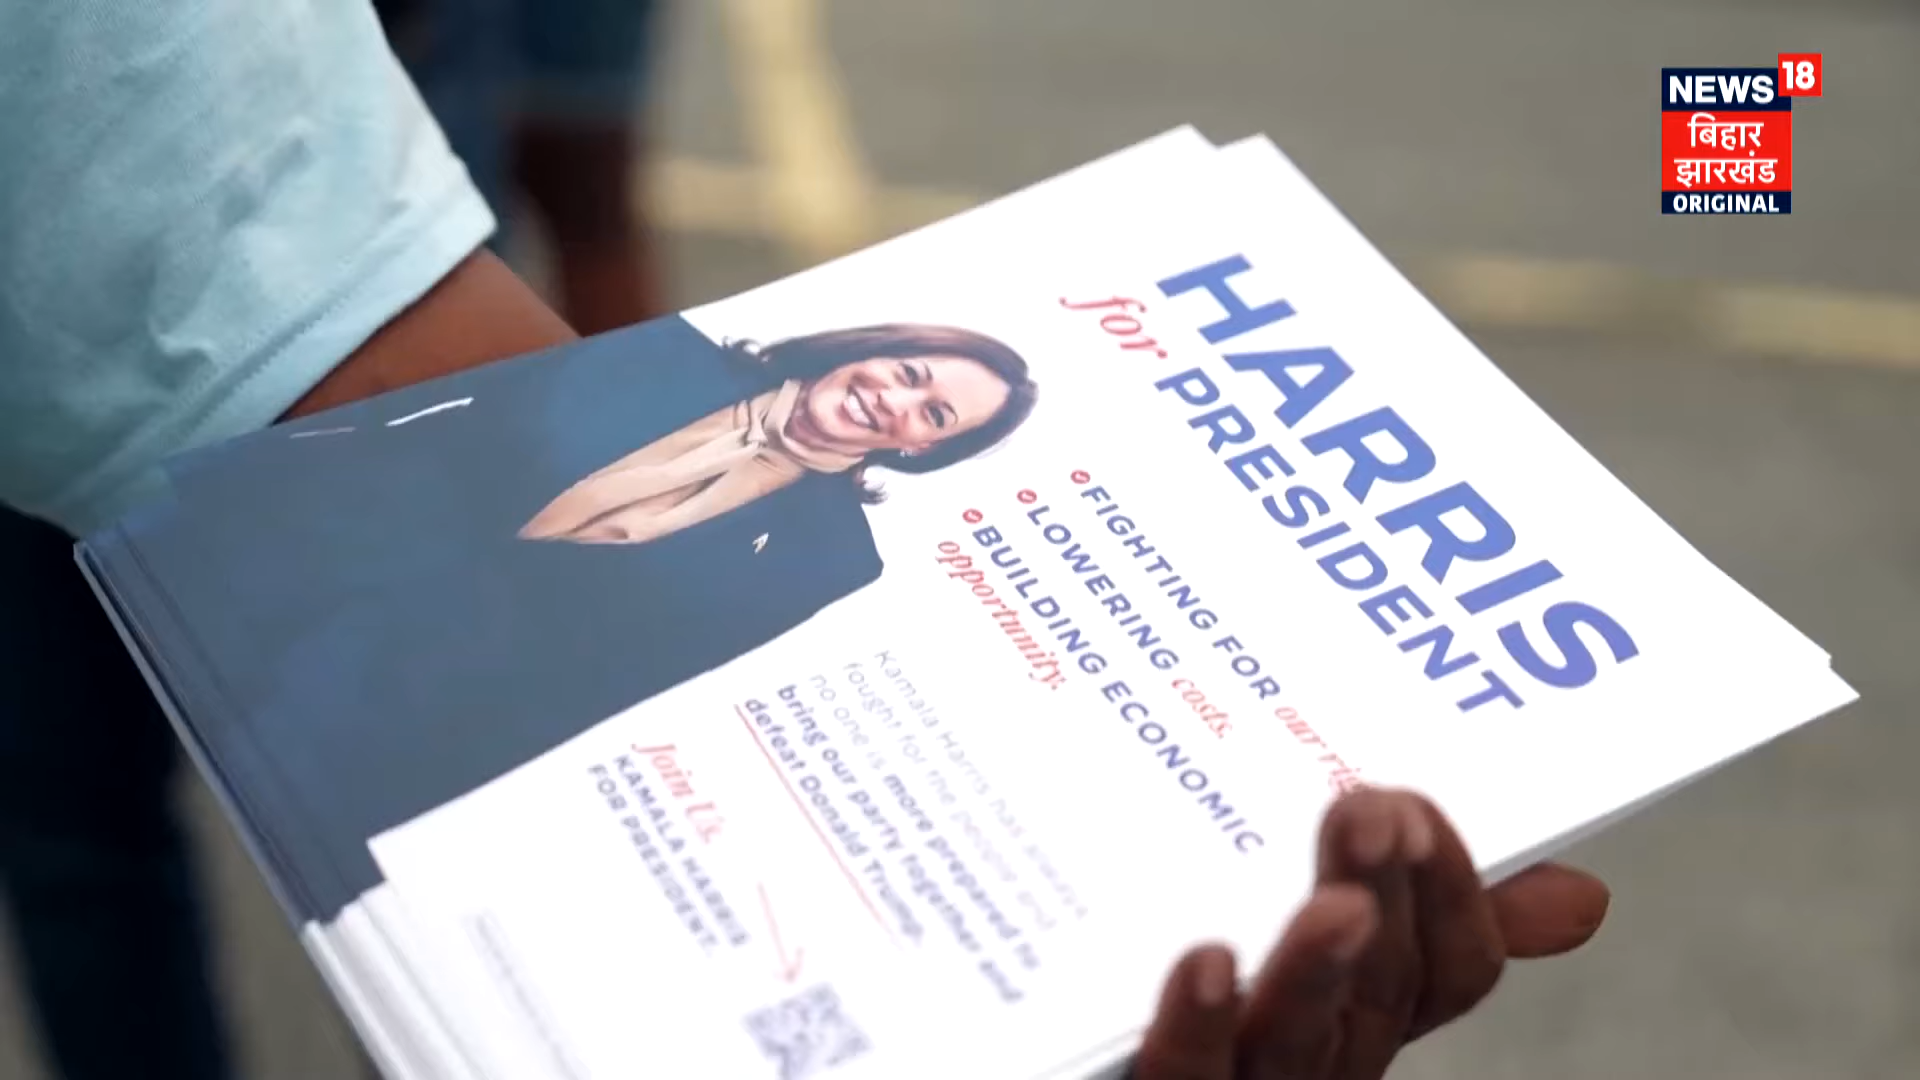 NEWS 18
बिहार
झारखंड
ORIGINAL
HARRIS
for PRESIDENT
FIGHTING FOR our
LOWERING costs.
BUILDING ECONOMIC
opportunity.
Kamala Harris has always
fought for the people and
no one is more prepared to
bring our party together and
defeat Donald Trump.
Join Us.
KAMALA HARRIS
FOR PRESIDENT.